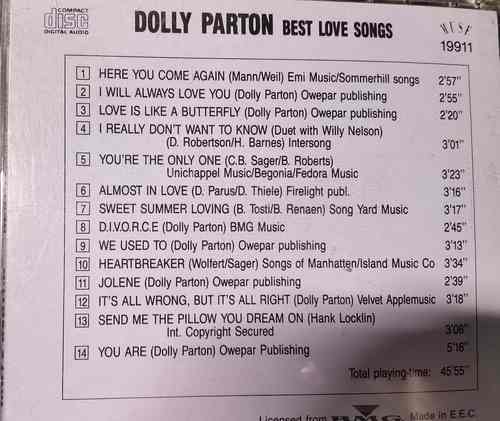 COMPACT
disc
DIGITAL AUDIO
DOLLY PARTON BEST LOVE SONGS
MUSE
19911
1 HERE YOU COME AGAIN (Mann/Weil) Emi Music/Sommerhill songs 2'57"
2 I WILL ALWAYS LOVE YOU (Dolly Parton) Owepar publishing 2'55"
3 LOVE IS LIKE A BUTTERFLY (Dolly Parton) Owepar publishing 2'20"
4 I REALLY DON'T WANT TO KNOW (Duet with Willy Nelson)
(D. Robertson/H. Barnes) Intersong 3'01"
5 YOU'RE THE ONLY ONE (C.B. Sager/B. Roberts)
Unichappel Music/Begonia/Fedora Music 3'23"
6 ALMOST IN LOVE (D. Parus/D. Thiele) Firelight publ. 3'16"
7 SWEET SUMMER LOVING (B. Tosti/B. Renaen) Song Yard Music 3'17"
8 D.I.V.O.R.C.E (Dolly Parton) BMG Music 2'45"
9 WE USED TO (Dolly Parton) Owepar publishing 3'13"
10 HEARTBREAKER (Wolfert/Sager) Songs of Manhatten/Island Music Co 3'34"
11 JOLENE (Dolly Parton) Owepar publishing 2'39"
12 IT'S ALL WRONG, BUT IT'S ALL RIGHT (Dolly Parton) Velvet Applemusic 3'18"
13 SEND ME THE PILLOW YOU DREAM ON (Hank Locklin)
Int. Copyright Secured 3'06"
14 YOU ARE (Dolly Parton) Owepar Publishing 5'16"
Total playing-time: 45'55"
Licensed from BMG Made in E.E.C.